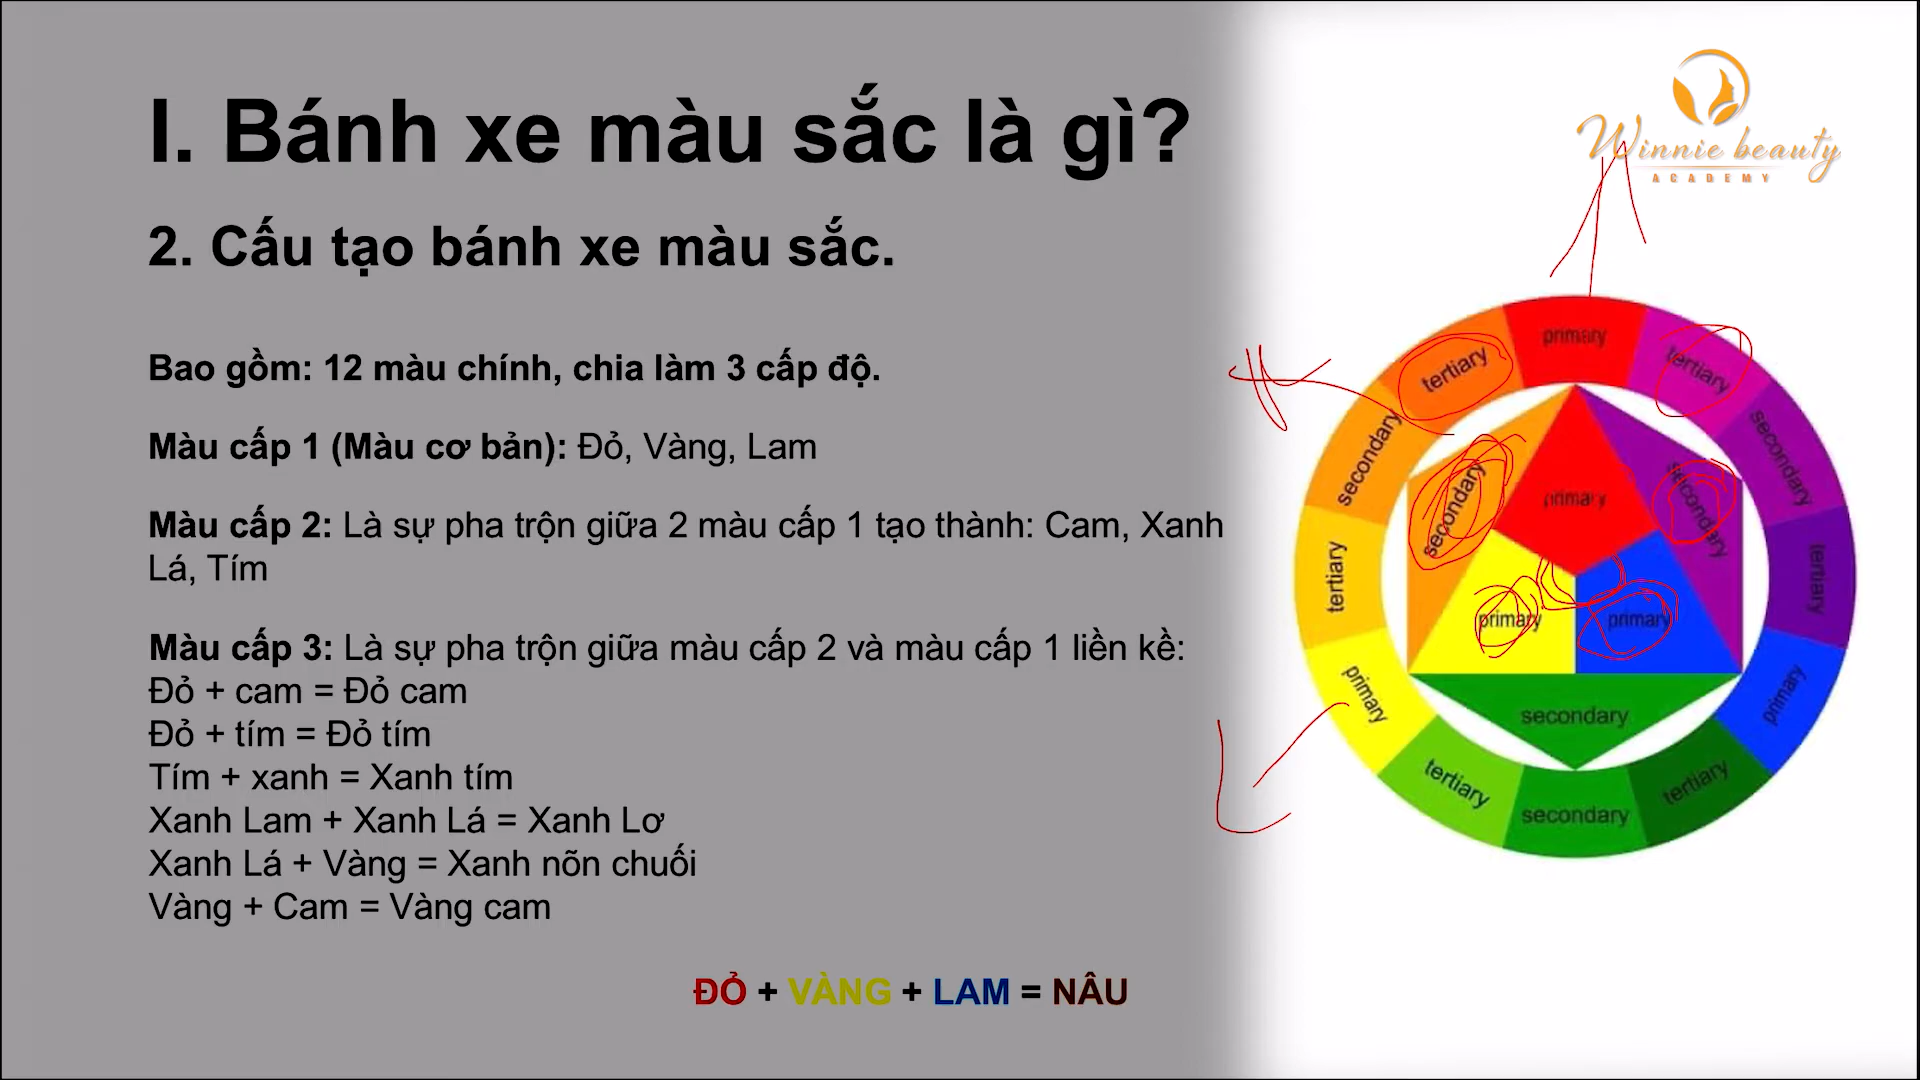 I. Bánh xe màu sắc là gì?
Winnie beauty
ACADEMY
2. Cấu tạo bánh xe màu sắc.
Bao gồm: 12 màu chính, chia làm 3 cấp độ.
Màu cấp 1 (Màu cơ bản): Đỏ, Vàng, Lam
Màu cấp 2: Là sự pha trộn giữa 2 màu cấp 1 tạo thành: Cam, Xanh
Lá, Tím
Màu cấp 3: Là sự pha trộn giữa màu cấp 2 và màu cấp 1 liền kề:
Đỏ + cam = Đỏ cam
Đỏ + tím = Đỏ tím
Tím + xanh = Xanh tím
Xanh Lam + Xanh Lá = Xanh Lơ
Xanh Lá + Vàng = Xanh nõn chuối
Vàng + Cam = Vàng cam
ĐỎ + VÀNG + LAM = NÂU
primary
tertiary
secondary
tertiary
primary
tertiary
secondary
tertiary
primary
tertiary
secondary
tertiary
primary
secondary
primary
secondary
primary
secondary